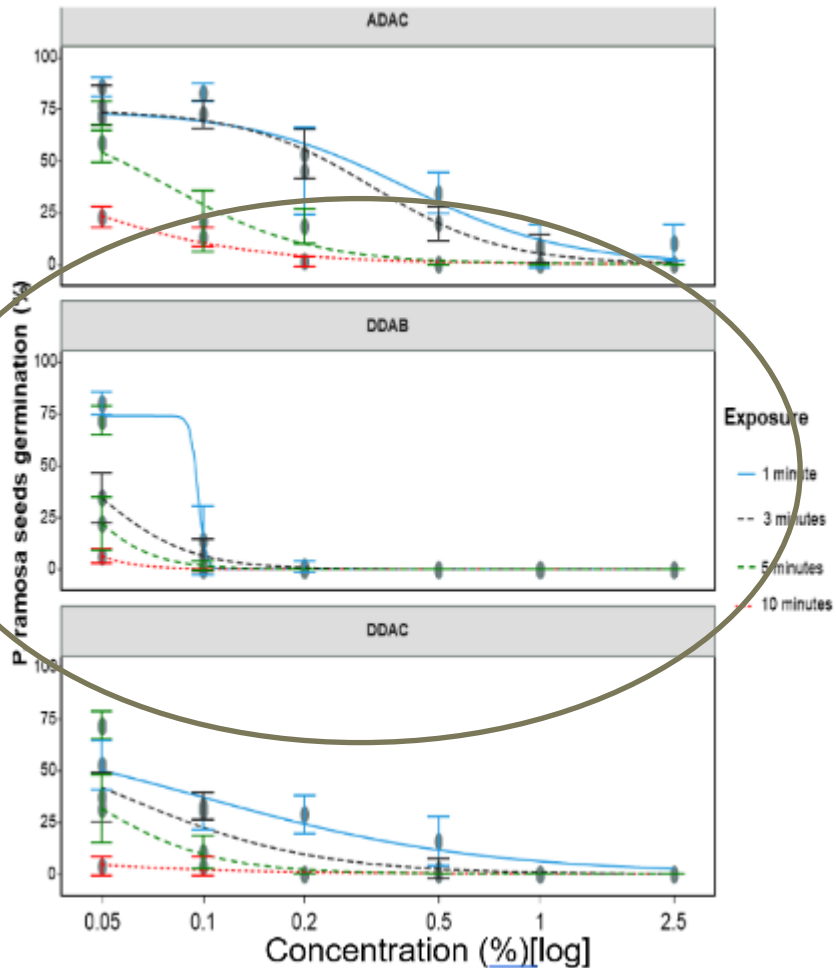 ADAC
100
75
50
25
0
DDAB
100
75
50
25
0
DDAC
100
75
50
25
0
P ramosa seeds germination (%)
0.05 0.1 0.2 0.5 1 2.5
Concentration (%)[log]
Exposure
1 minute
3 minutes
5 minutes
10 minutes